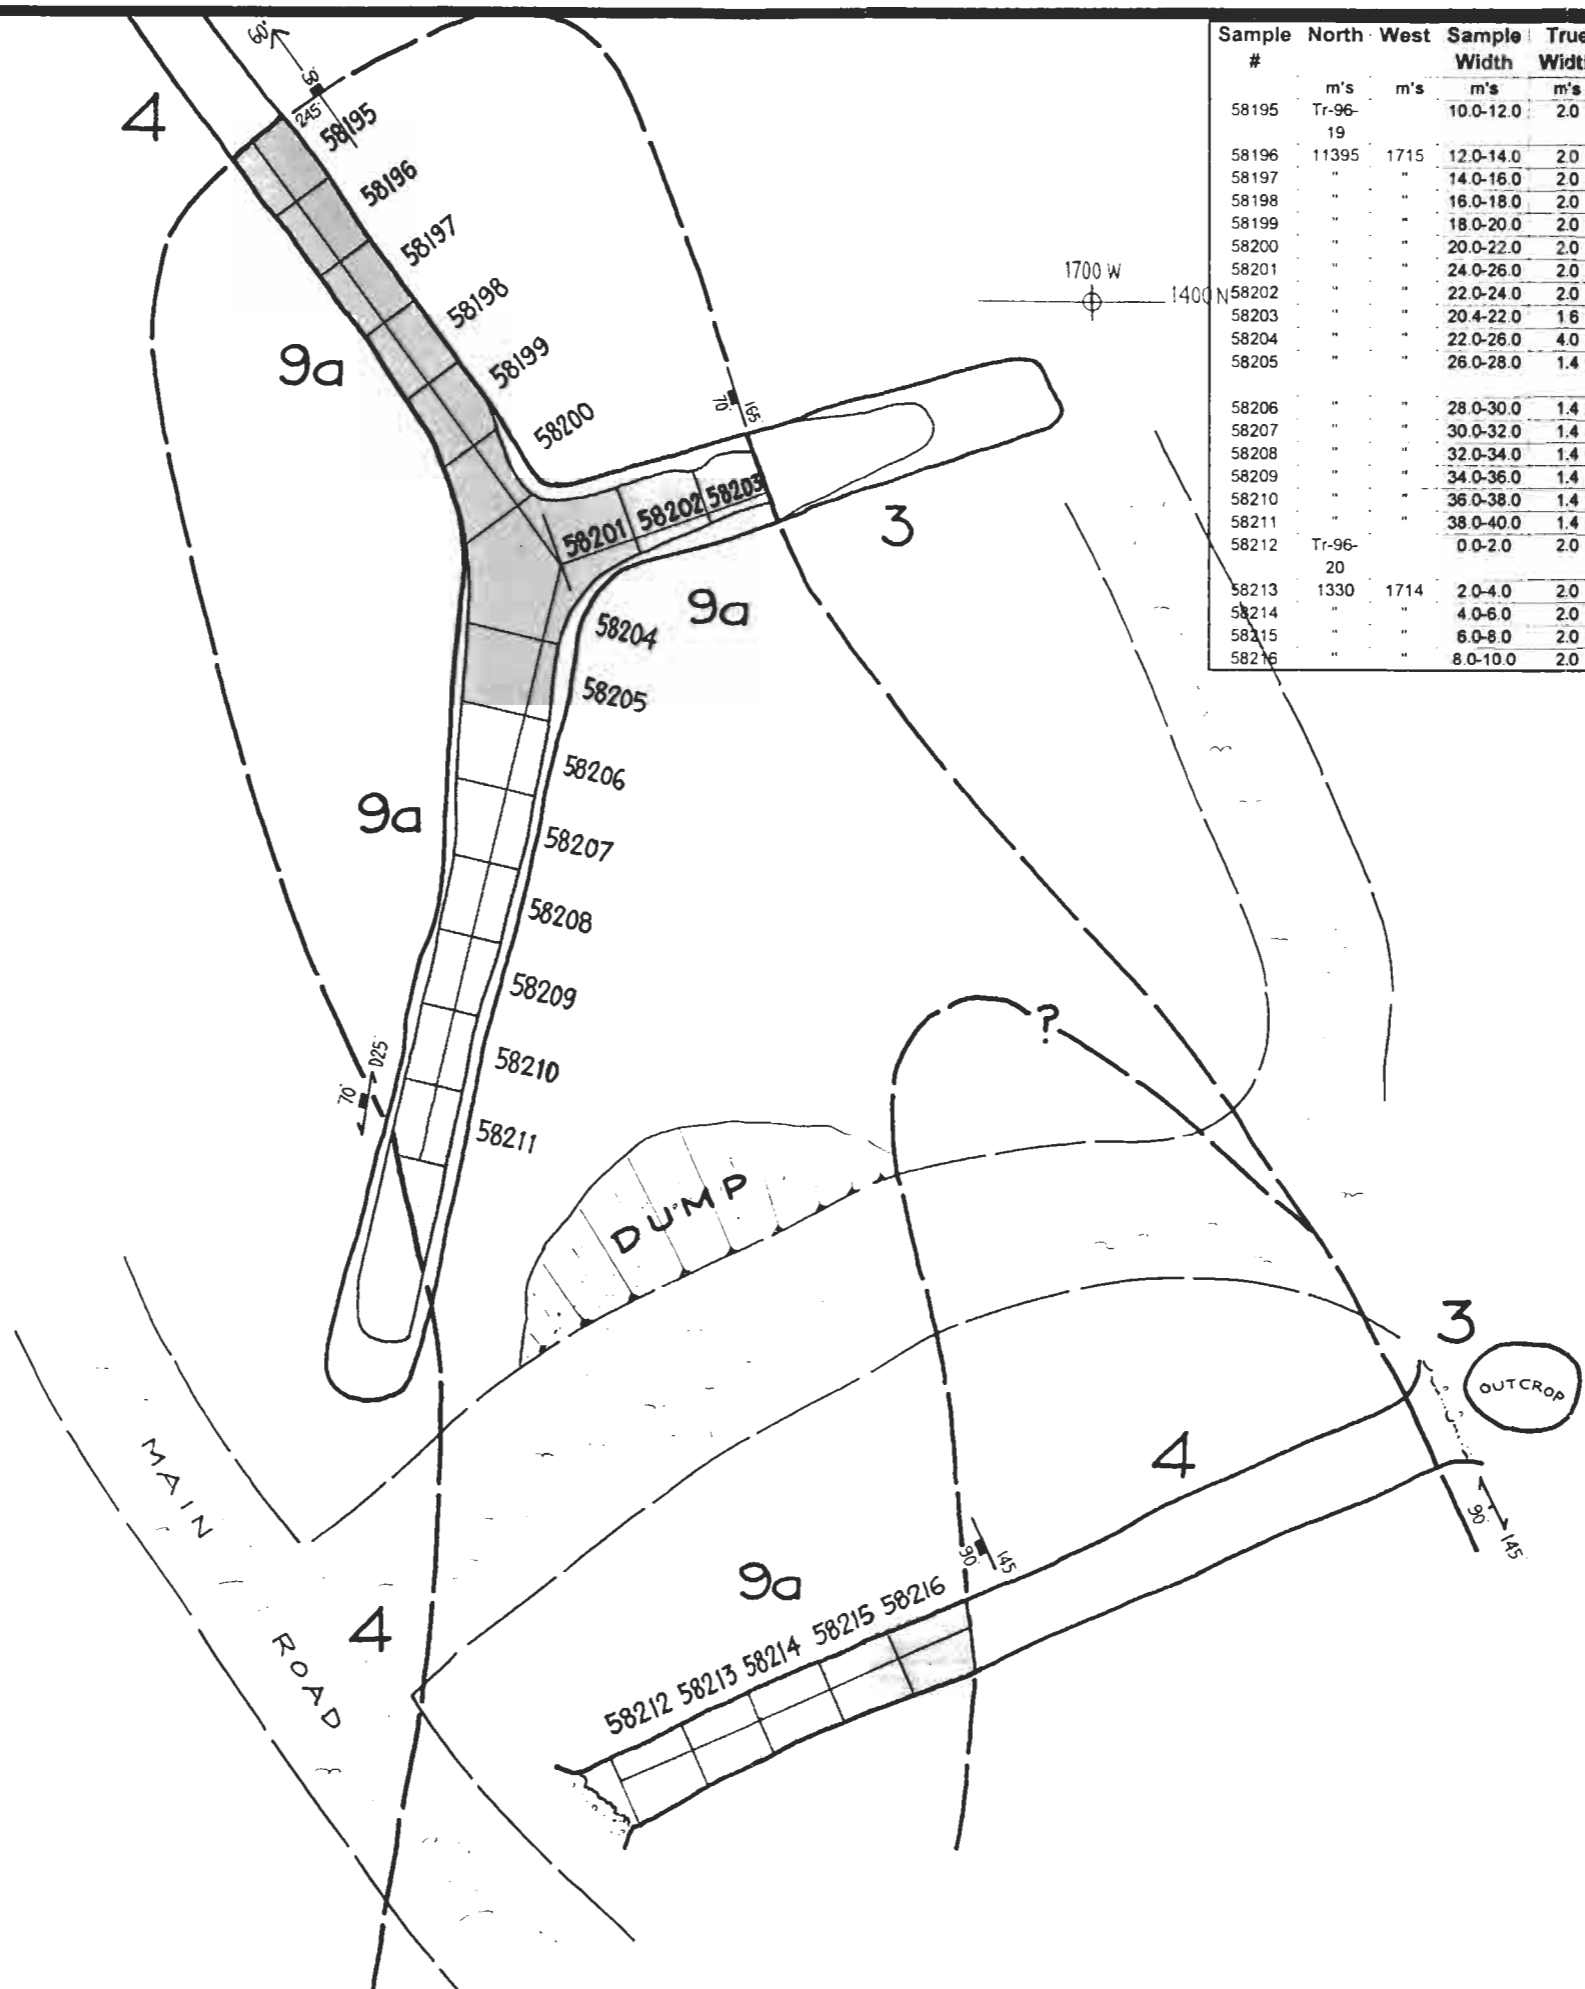 Sample North West Sample True
# Width
m's m's m's m's
58195 Tr-96- 10.0-12.0 2.0
19
58196 11395 1715 12.0-14.0 2.0
58197 " " 14.0-16.0 2.0
58198 " " 16.0-18.0 2.0
58199 " " 18.0-20.0 2.0
58200 " " 20.0-22.0 2.0
58201 " " 24.0-26.0 2.0
58202 " " 22.0-24.0 2.0
58203 " " 20.4-22.0 1.6
58204 " " 22.0-26.0 4.0
58205 " " 26.0-28.0 1.4
58206 " " 28.0-30.0 1.4
58207 " " 30.0-32.0 1.4
58208 " " 32.0-34.0 1.4
58209 " " 34.0-36.0 1.4
58210 " " 36.0-38.0 1.4
58211 " " 38.0-40.0 1.4
58212 Tr-96- 0.0-2.0 2.0
20
58213 1330 1714 2.0-4.0 2.0
58214 " " 4.0-6.0 2.0
58215 " " 6.0-8.0 2.0
58216 " " 8.0-10.0 2.0
60°
245°
4
58195
58196
58197
58198
58199
58200
1700 W
1400 N
9a
70° 165°
58201 58202 58203
3
9a
58204
58205
58206
9a
58207
58208
58209
58210
58211
70° 025°
?
DUMP
3
OUTCROP
MAIN
ROAD
4
90° 145°
90° 145°
9a
4
58212 58213 58214 58215 58216